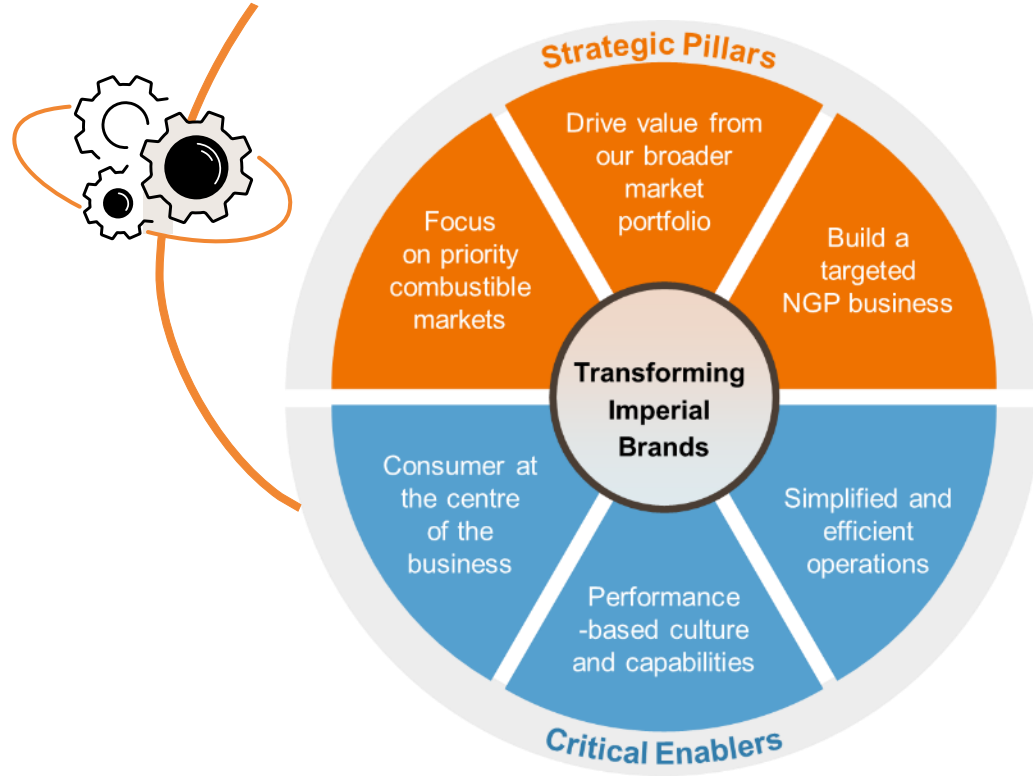 Strategic Pillars
Focus
on priority
combustible
markets
Drive value from
our broader
market
portfolio
Build a
targeted
NGP business
Transforming
Imperial
Brands
Consumer at
the centre
of the
business
Performance
-based culture
and capabilities
Simplified and
efficient
operations
Critical Enablers